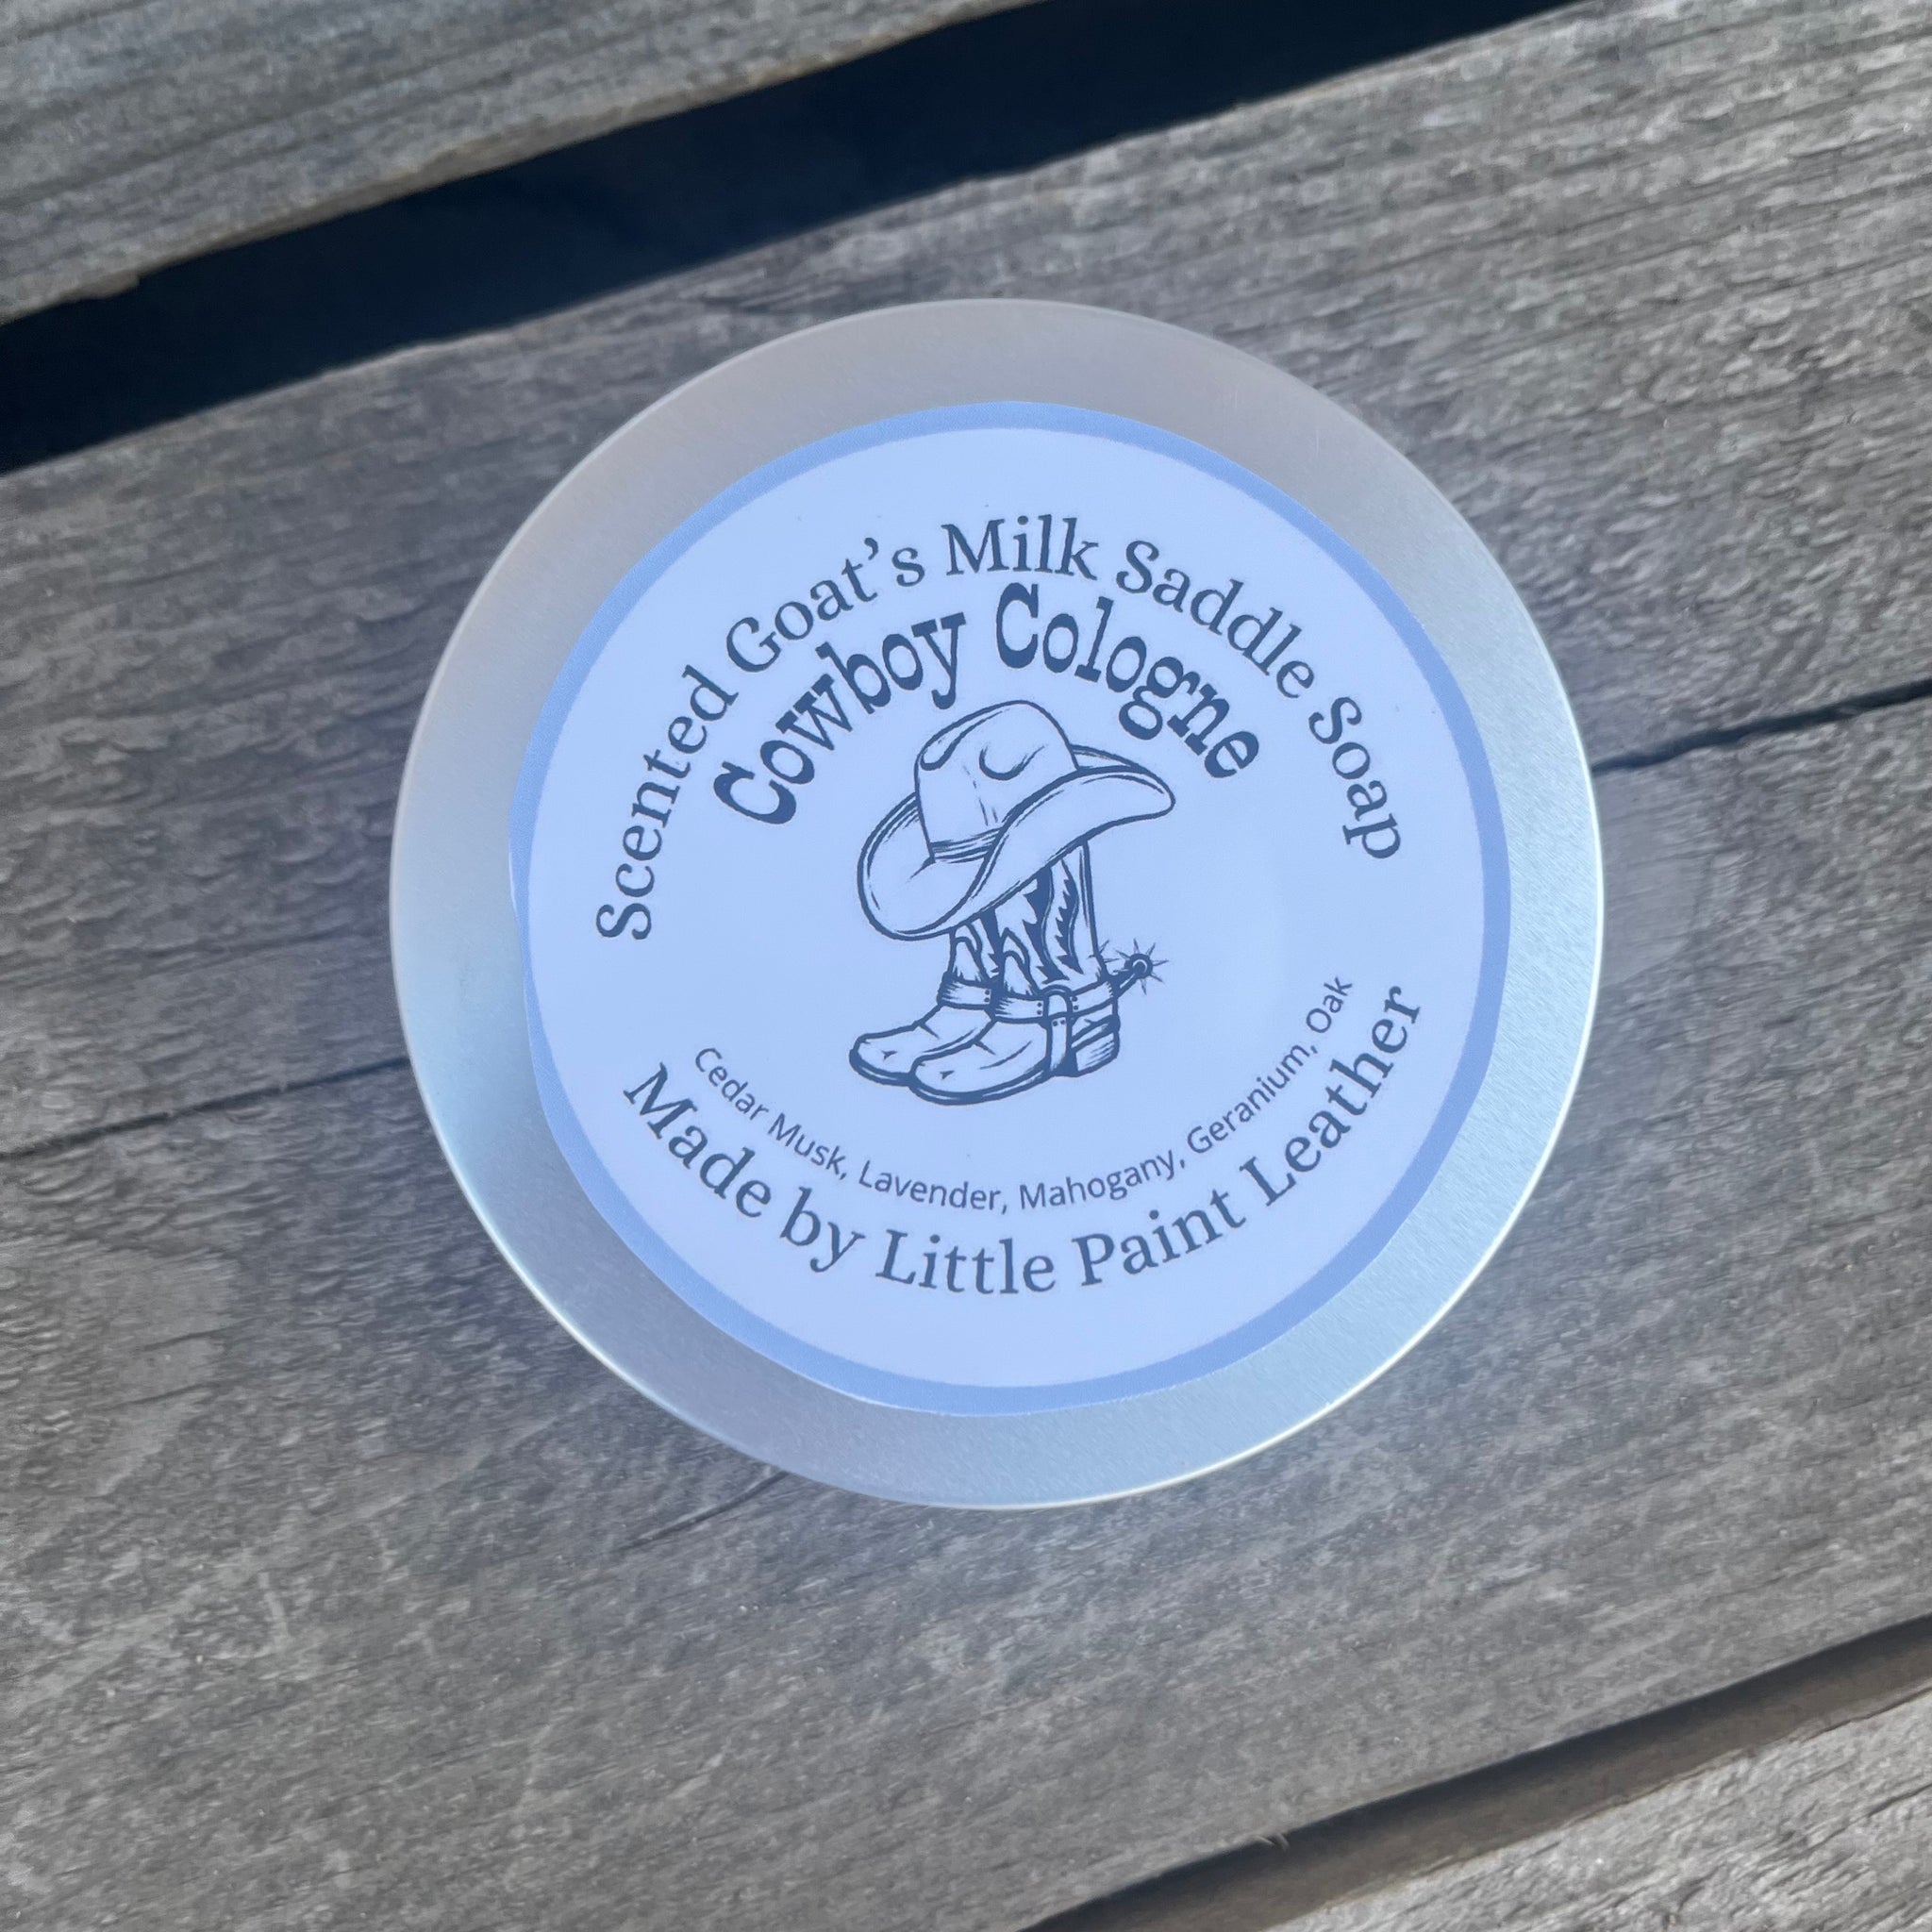 Scented Goat's Milk Saddle Soap
Cowboy Cologne
Cedar Musk, Lavender, Mahogany, Geranium, Oak
Made by Little Paint Leather